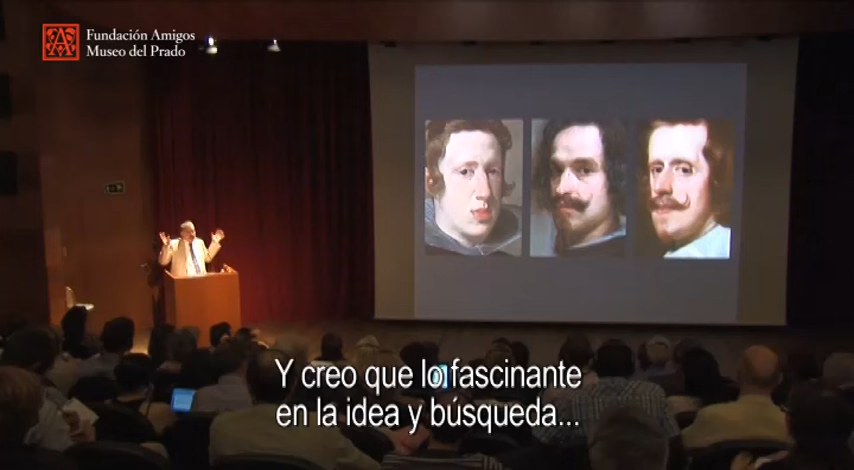 Fundación Amigos
Museo del Prado
Y creo que lo fascinante
en la idea y búsqueda...